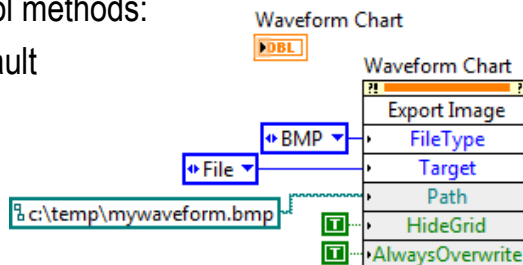 ol methods:
ault
Waveform Chart
DBL
Waveform Chart
?! ?
Export Image
BMP FileType
File Target
c:\temp\mywaveform.bmp Path
T HideGrid
T AlwaysOverwrite